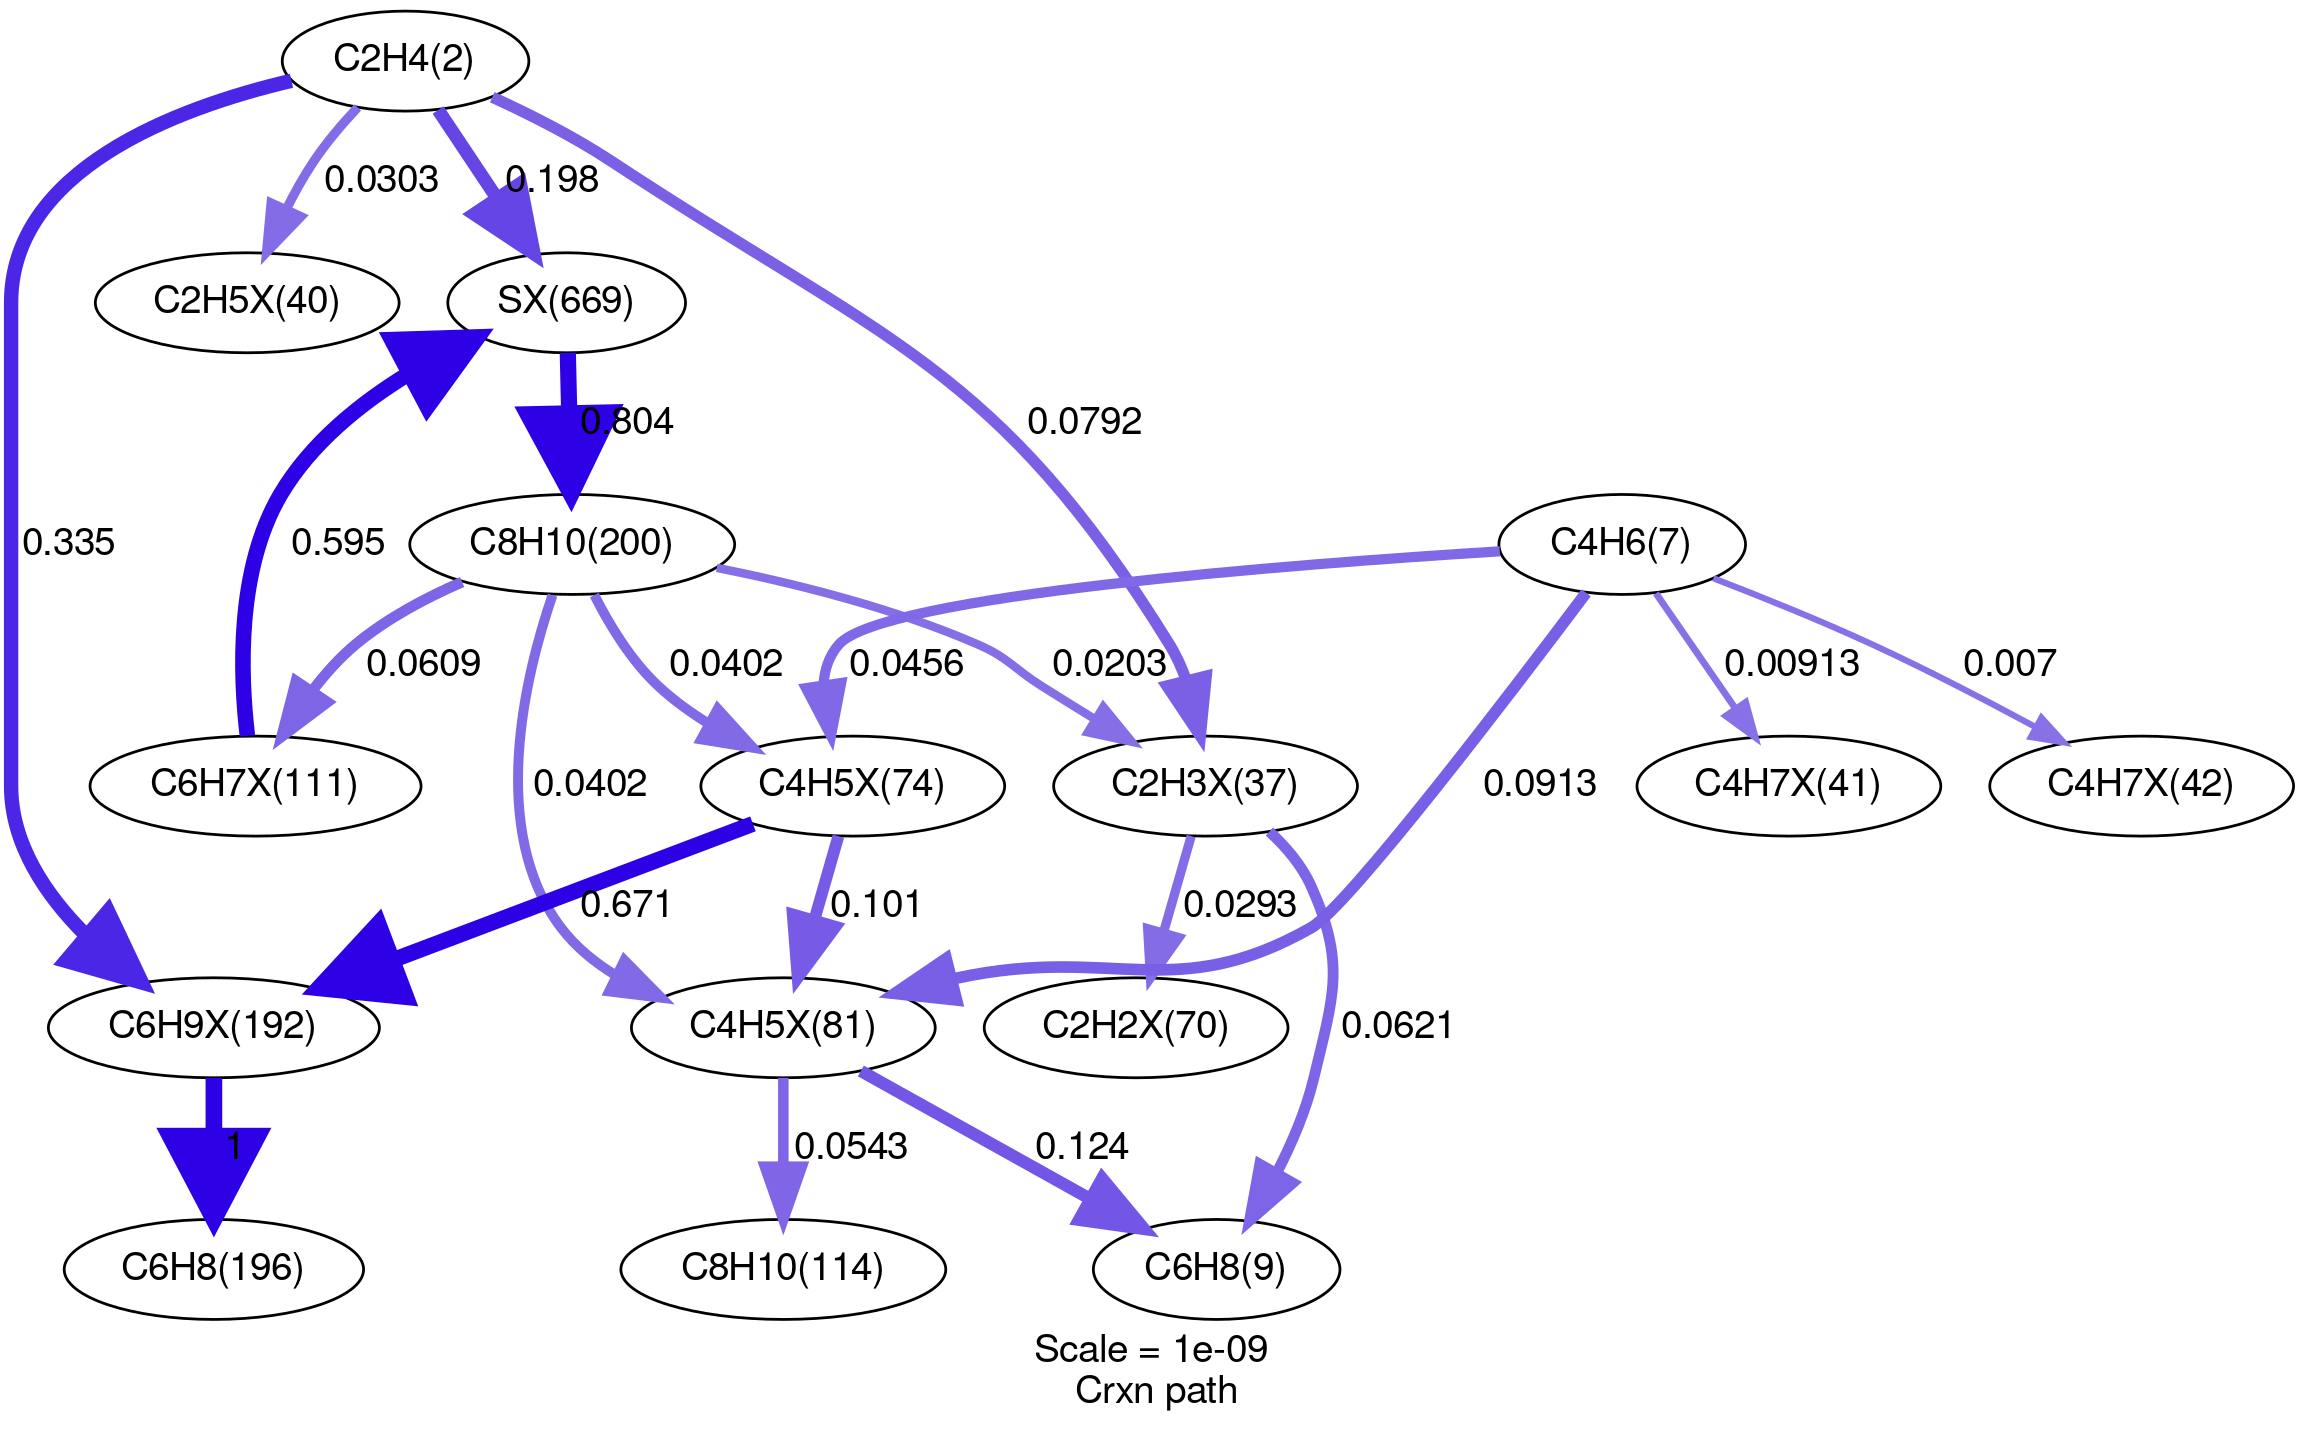 C2H4(2)
0.0303
0.198
C2H5X(40)
SX(669)
0.804
0.0792
0.335
0.595
C8H10(200)
C4H6(7)
0.0609
0.0402
0.0456
0.0203
0.00913
0.007
C6H7X(111)
0.0402
C4H5X(74)
C2H3X(37)
0.0913
C4H7X(41)
C4H7X(42)
0.671
0.101
0.0293
C6H9X(192)
C4H5X(81)
C2H2X(70)
0.0621
1
0.0543
0.124
C6H8(196)
C8H10(114)
C6H8(9)
Scale = 1e-09
Crxn path